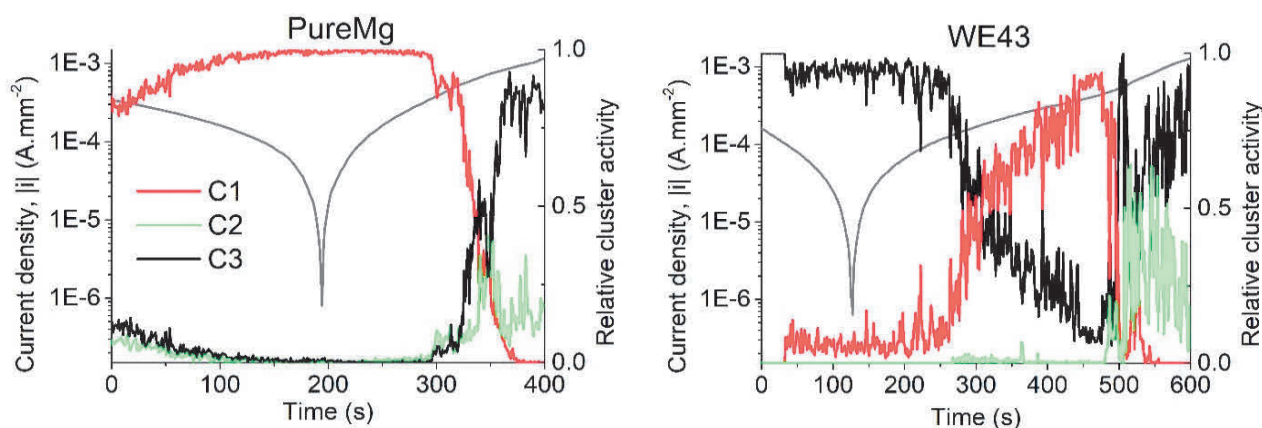 PureMg
Current density, |i| (A.mm⁻²)
1E-3
1E-4
1E-5
1E-6
C1
C2
C3
1.0
0.5
0.0
Relative cluster activity
0 100 200 300 400
Time (s)
WE43
Current density, |i| (A.mm⁻²)
1E-3
1E-4
1E-5
1E-6
1.0
0.5
0.0
Relative cluster activity
0 100 200 300 400 500 600
Time (s)